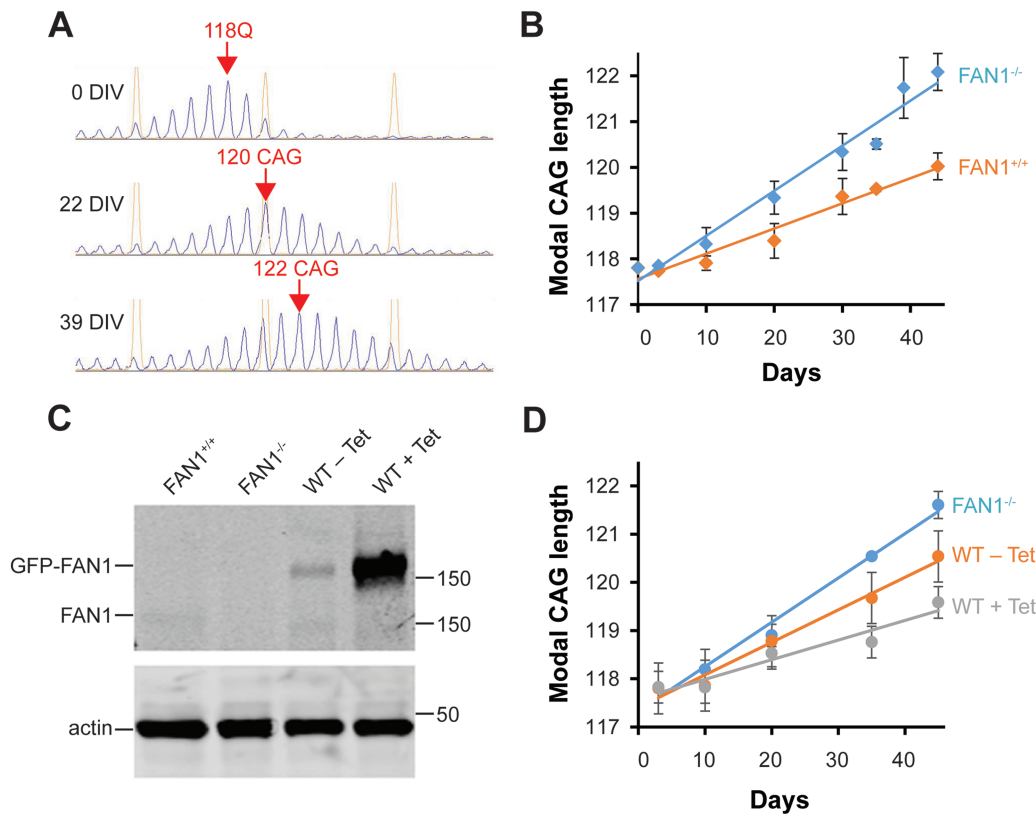 A
118Q
0 DIV
120 CAG
22 DIV
122 CAG
39 DIV
B
Modal CAG length
122
121
120
119
118
117
0 10 20 30 40
Days
FAN1-/-
FAN1+/+
C
FAN1+/+ FAN1-/- WT – Tet WT + Tet
GFP-FAN1
150
FAN1
150
actin
50
D
Modal CAG length
122
121
120
119
118
117
0 10 20 30 40
Days
FAN1-/-
WT – Tet
WT + Tet